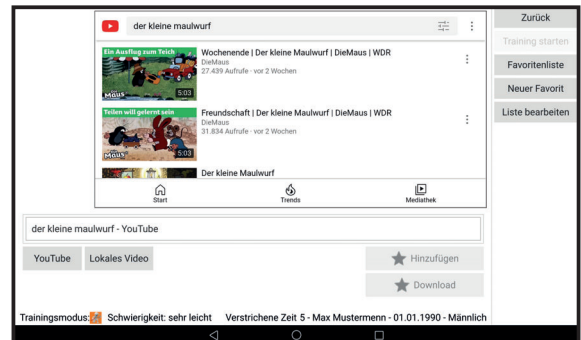 der kleine maulwurf
Ein Ausflug zum Teich
Wochenende | Der kleine Maulwurf | DieMaus | WDR
DieMaus
27.439 Aufrufe · vor 2 Wochen
Maus
5:03
Teilen will gelernt sein
Freundschaft | Der kleine Maulwurf | DieMaus | WDR
DieMaus
31.834 Aufrufe · vor 2 Wochen
Maus
5:03
Der kleine Maulwurf
Start
Trends
Mediathek
Zurück
Training starten
Favoritenliste
Neuer Favorit
Liste bearbeiten
der kleine maulwurf - YouTube
YouTube
Lokales Video
Hinzufügen
Download
Trainingsmodus: Schwierigkeit: sehr leicht Verstrichene Zeit 5 - Max Mustermenn - 01.01.1990 - Männlich